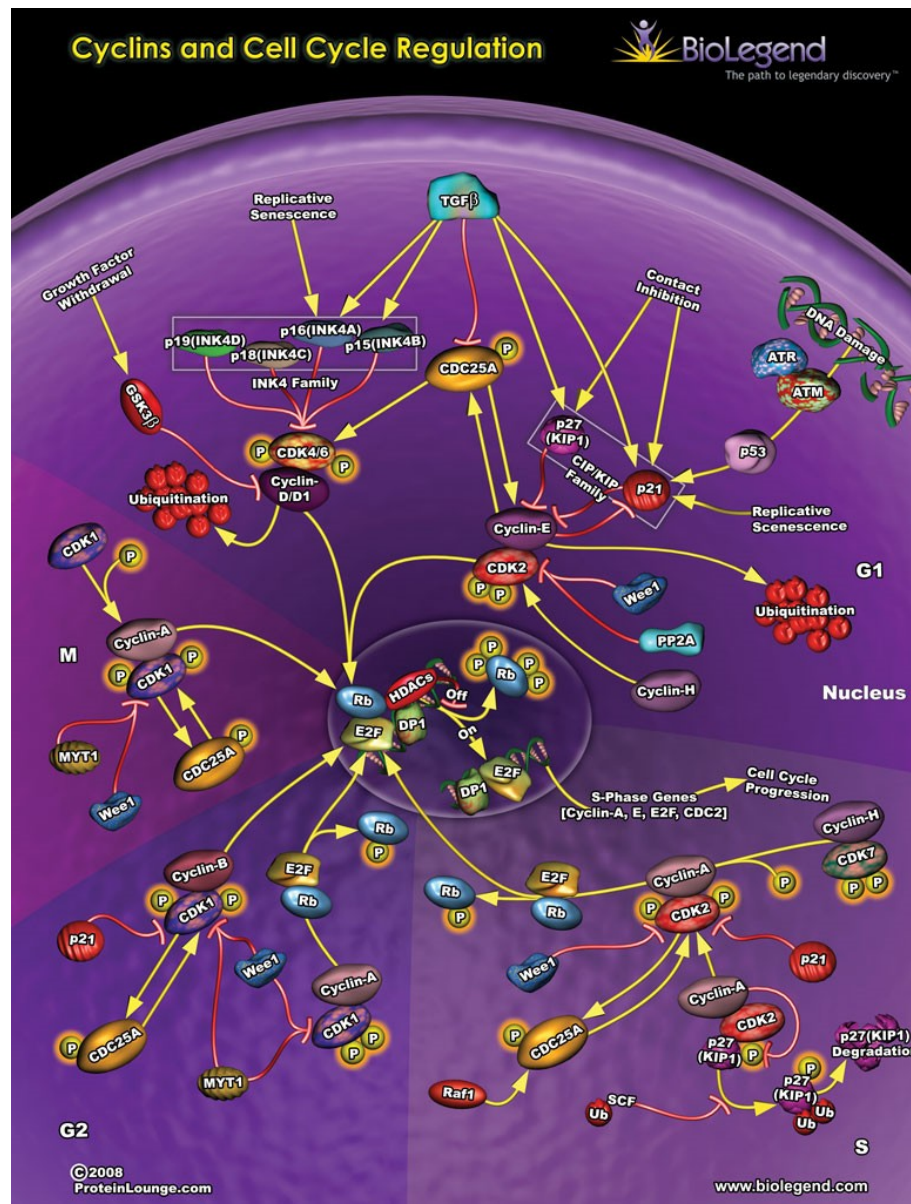 Cyclins and Cell Cycle Regulation
BioLegend
The path to legendary discovery™
Replicative
Senescence
TGFβ
Growth Factor
Withdrawal
Contact
Inhibition
DNA Damage
p16(INK4A)
p19(INK4D)
p15(INK4B)
p18(INK4C)
INK4 Family
P
CDC25A
ATR
ATM
GSK3β
p27
(KIP1)
p53
CDK4/6
P
P
CIP/KIP
Family
p21
Cyclin-
D/D1
Ubiquitination
Cyclin-E
Replicative
Scenescence
CDK1
P
CDK2
P
P
Wee1
G1
Ubiquitination
PP2A
Cyclin-A
M
P
P
CDK1
Cyclin-H
Nucleus
P
P
P
P
Rb
HDACs
Off
Rb
DP1
On
E2F
MYT1
P
CDC25A
Wee1
E2F
DP1
S-Phase Genes
[Cyclin-A, E, E2F, CDC2]
Cell Cycle
Progression
Rb
P
Cyclin-H
CDK7
P
P
Cyclin-B
P
P
CDK1
E2F
Rb
Rb
P
E2F
Rb
Cyclin-A
P
P
P
CDK2
p21
Wee1
Wee1
p21
Cyclin-A
CDK1
P
P
P
Cyclin-A
CDK2
P
p27
(KIP1)
P
CDC25A
P
CDC25A
MYT1
Raf1
p27(KIP1)
Degradation
P
p27
(KIP1)
Ub
Ub
Ub
SCF
G2
S
©2008
ProteinLounge.com
www.biolegend.com